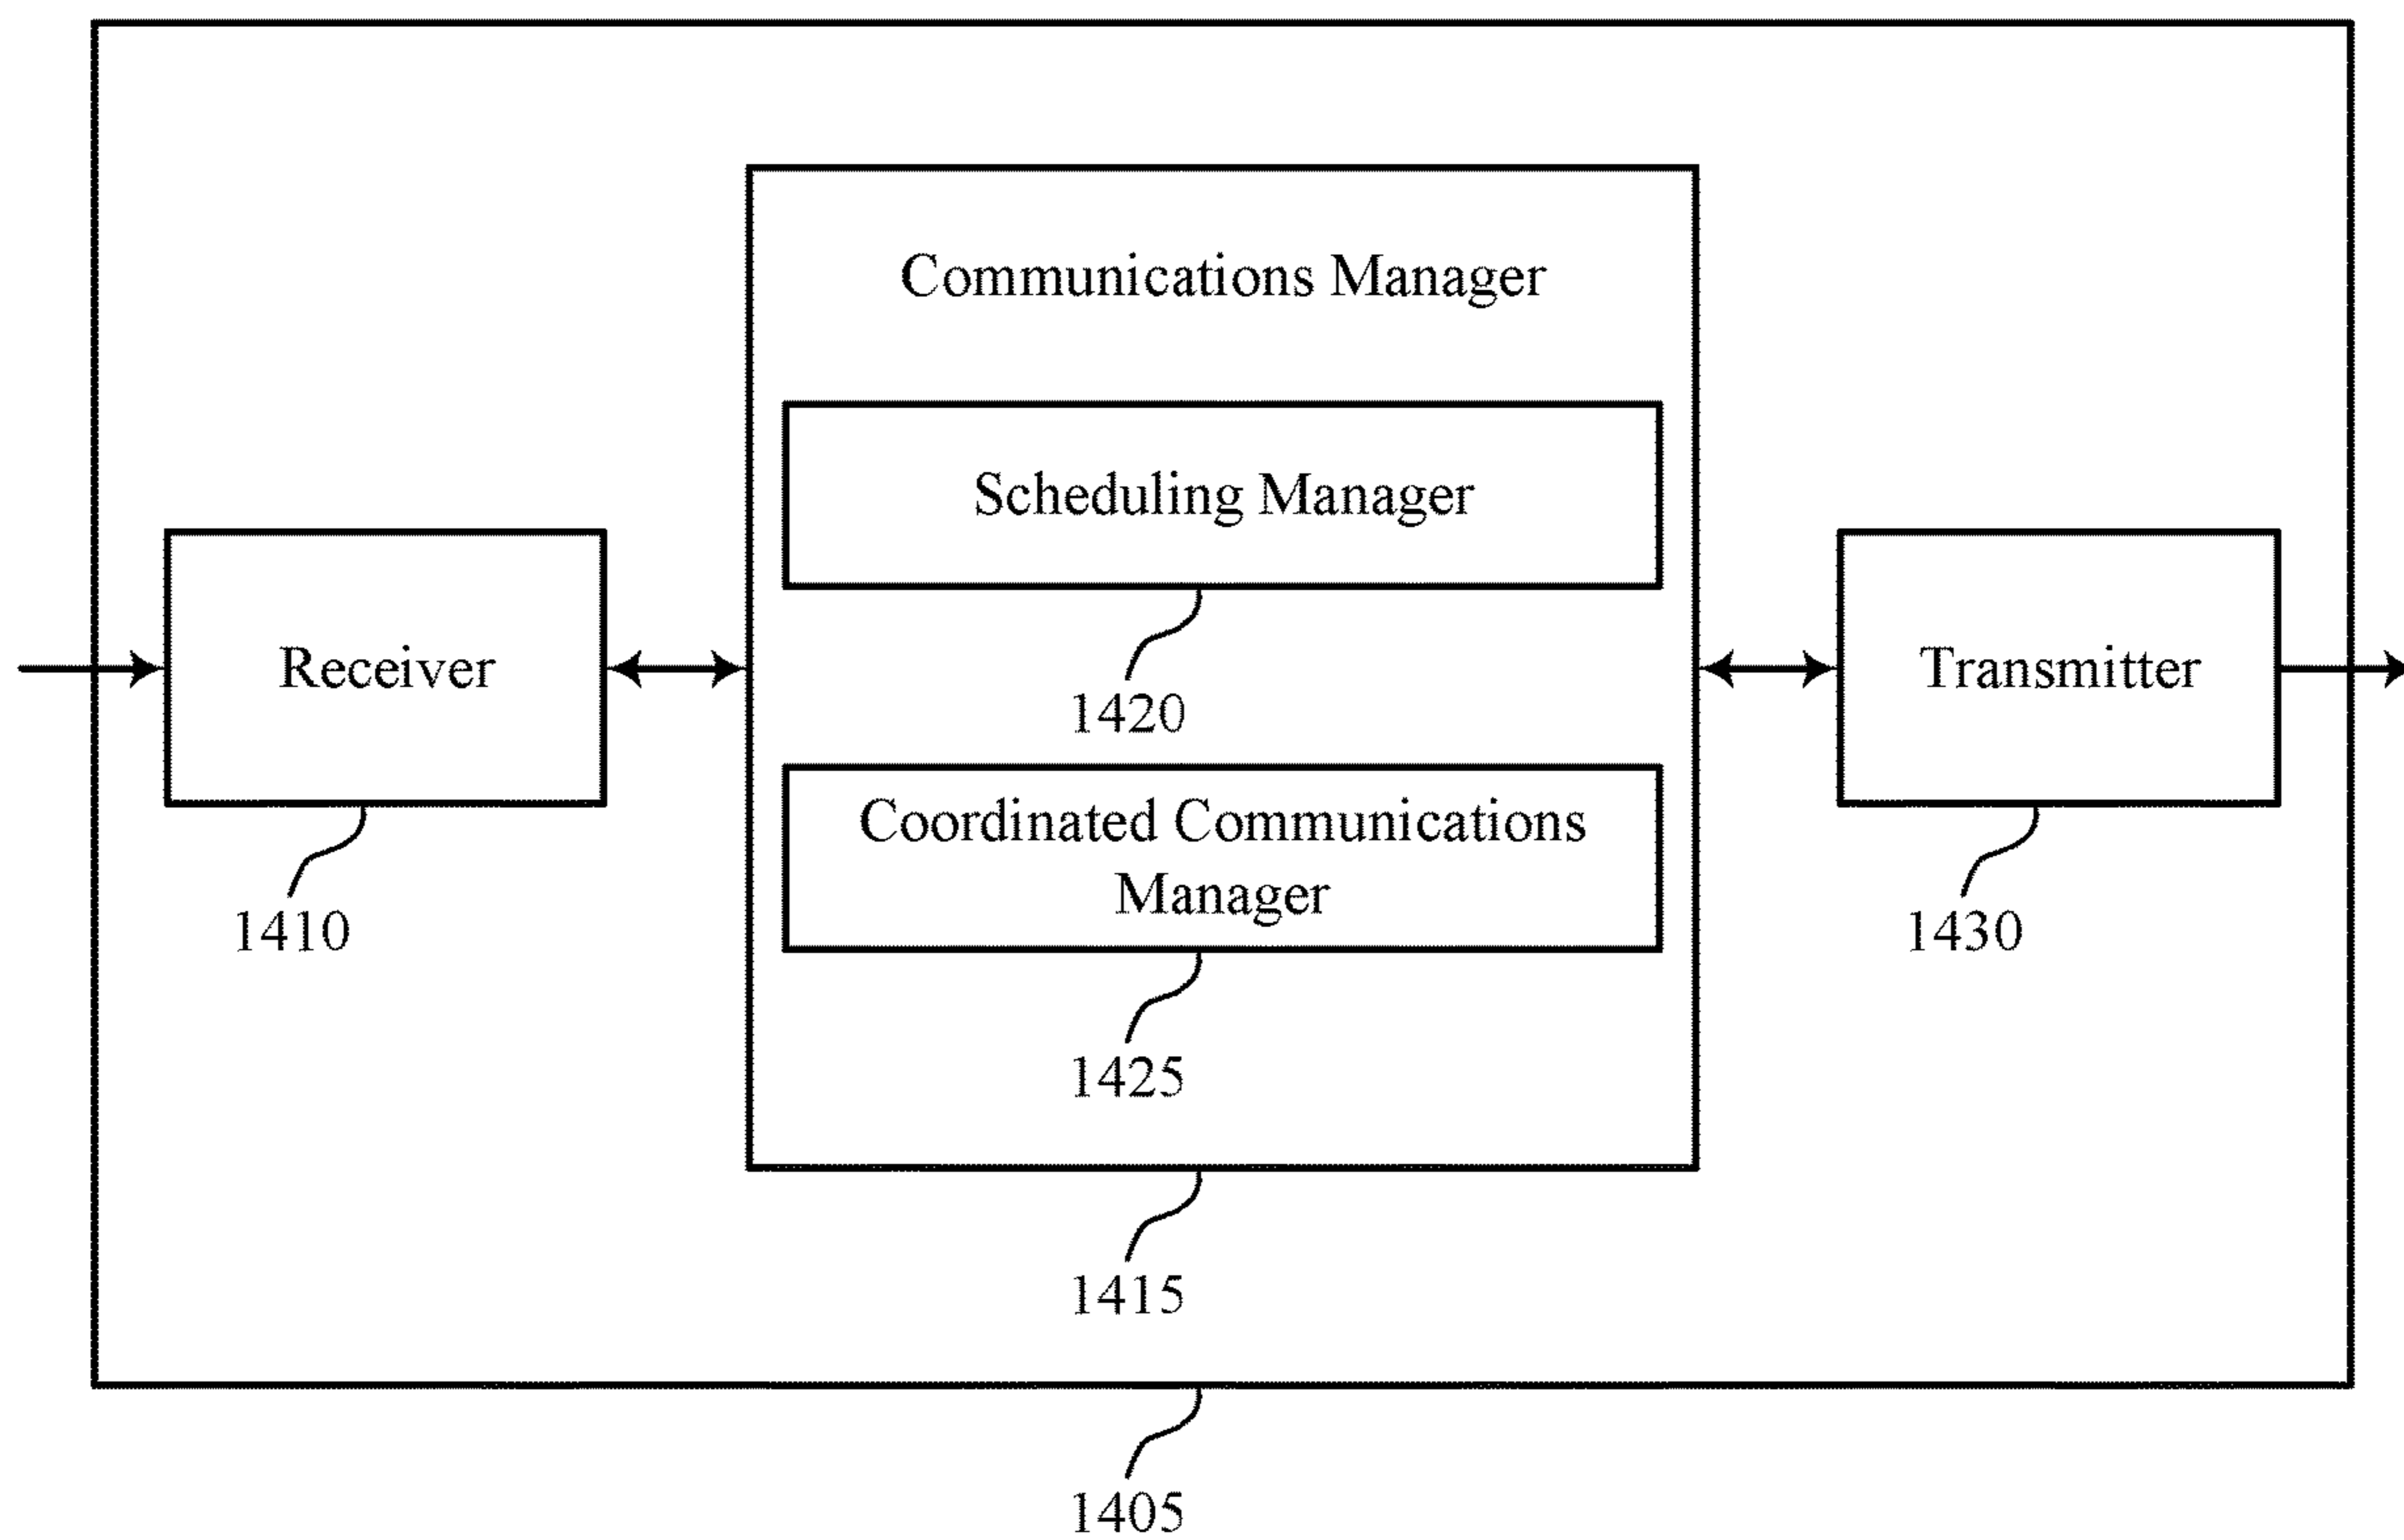 Communications Manager
Scheduling Manager
Receiver
Transmitter
1420
Coordinated Communications
Manager
1410
1430
1425
1415
1405